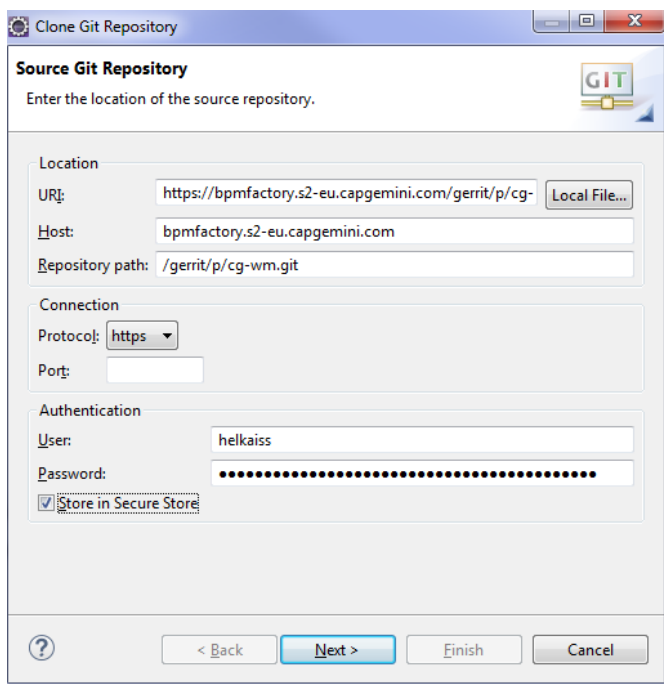 Clone Git Repository
Source Git Repository
Enter the location of the source repository.
GIT
Location
URI: https://bpmfactory.s2-eu.capgemini.com/gerrit/p/cg- Local File...
Host: bpmfactory.s2-eu.capgemini.com
Repository path: /gerrit/p/cg-wm.git
Connection
Protocol: https
Port:
Authentication
User: helkaiss
Password: ●●●●●●●●●●●●●●●●●●●●●●●●●●●●●●●●●●●●●●●●●●
Store in Secure Store
? < Back Next > Finish Cancel